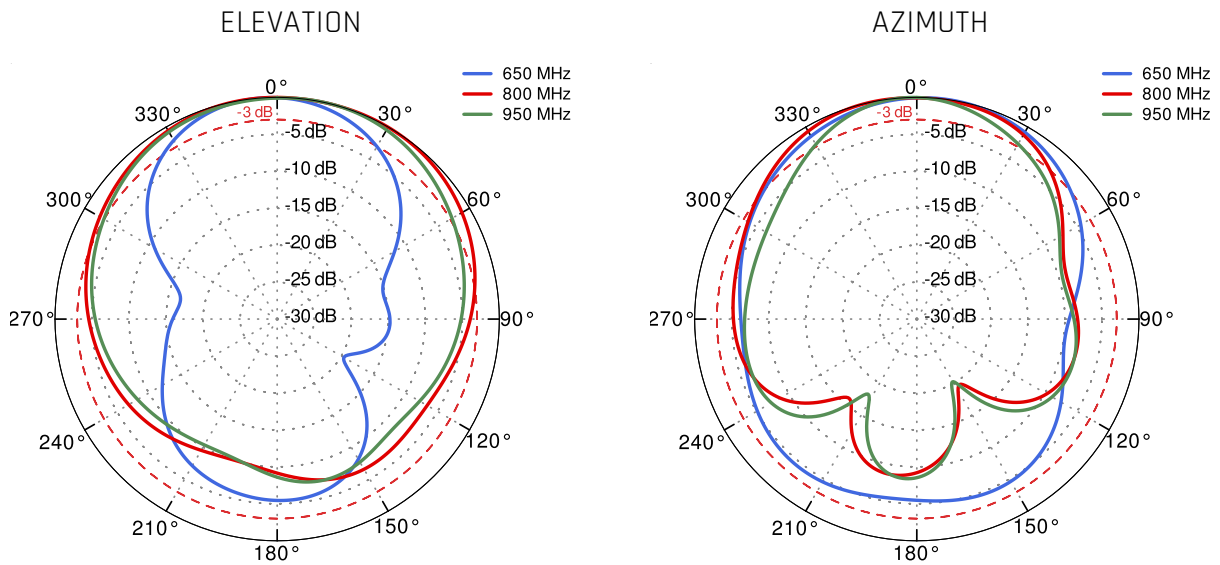 ELEVATION
650 MHz
800 MHz
950 MHz
0°
330°
30°
-3 dB
-5 dB
-10 dB
300°
60°
-15 dB
-20 dB
25 dB
-30 dB
270°
90°
240°
120°
210°
150°
180°
AZIMUTH
650 MHz
800 MHz
950 MHz
0°
330°
30°
-3 dB
-5 dB
-10 dB
300°
60°
-15 dB
-20 dB
25 dB
-30 dB
270°
90°
240°
120°
210°
150°
180°